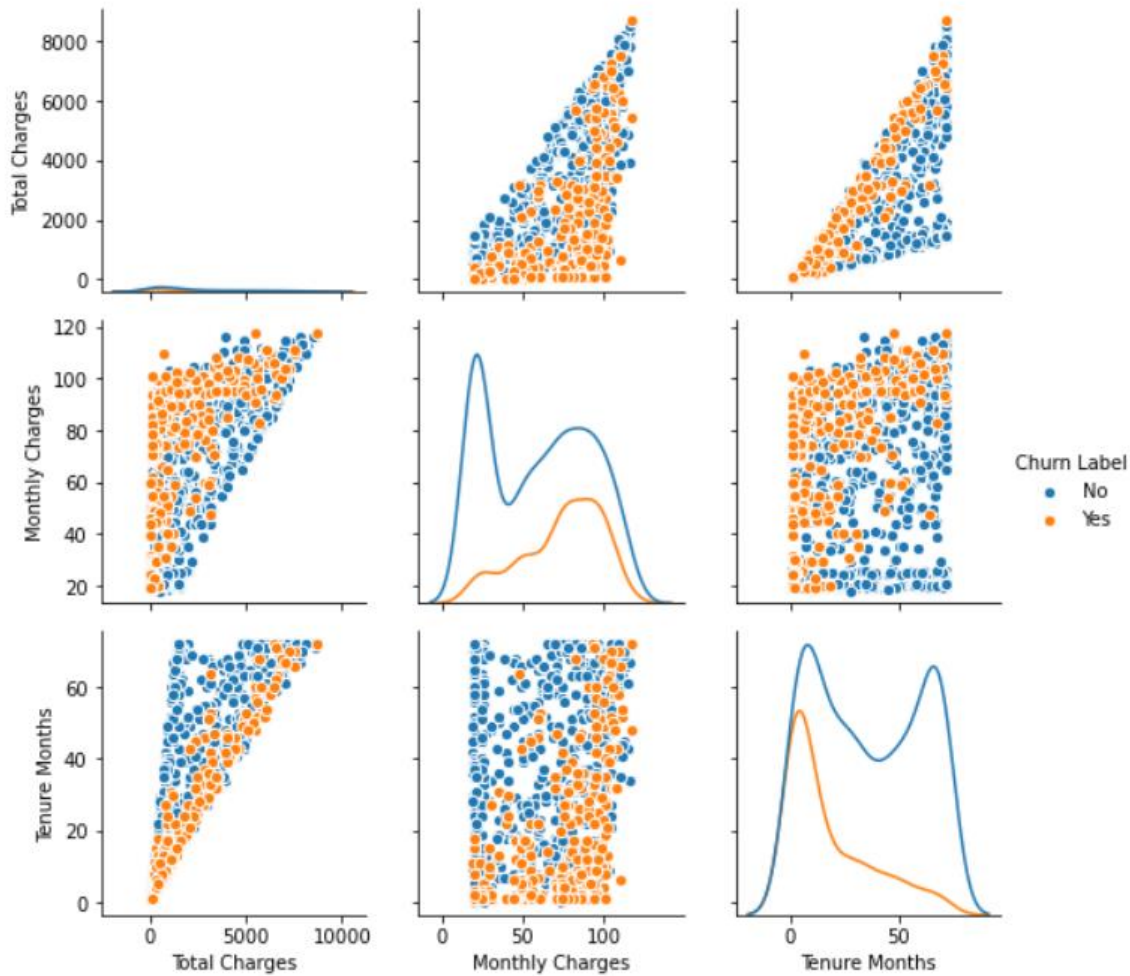 8000
6000
4000
2000
0
Total Charges
120
100
80
60
40
20
Monthly Charges
Churn Label
No
Yes
60
40
20
0
Tenure Months
0 5000 10000
0 50 100
0 50
Total Charges
Monthly Charges
Tenure Months